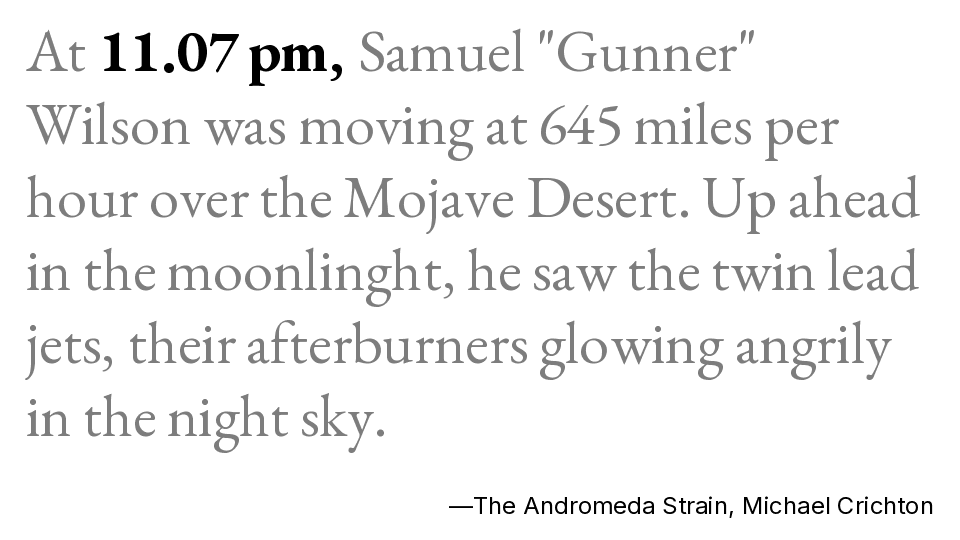 At 11.07 pm, Samuel "Gunner"
Wilson was moving at 645 miles per
hour over the Mojave Desert. Up ahead
in the moonlinght, he saw the twin lead
jets, their afterburners glowing angrily
in the night sky.
—The Andromeda Strain, Michael Crichton